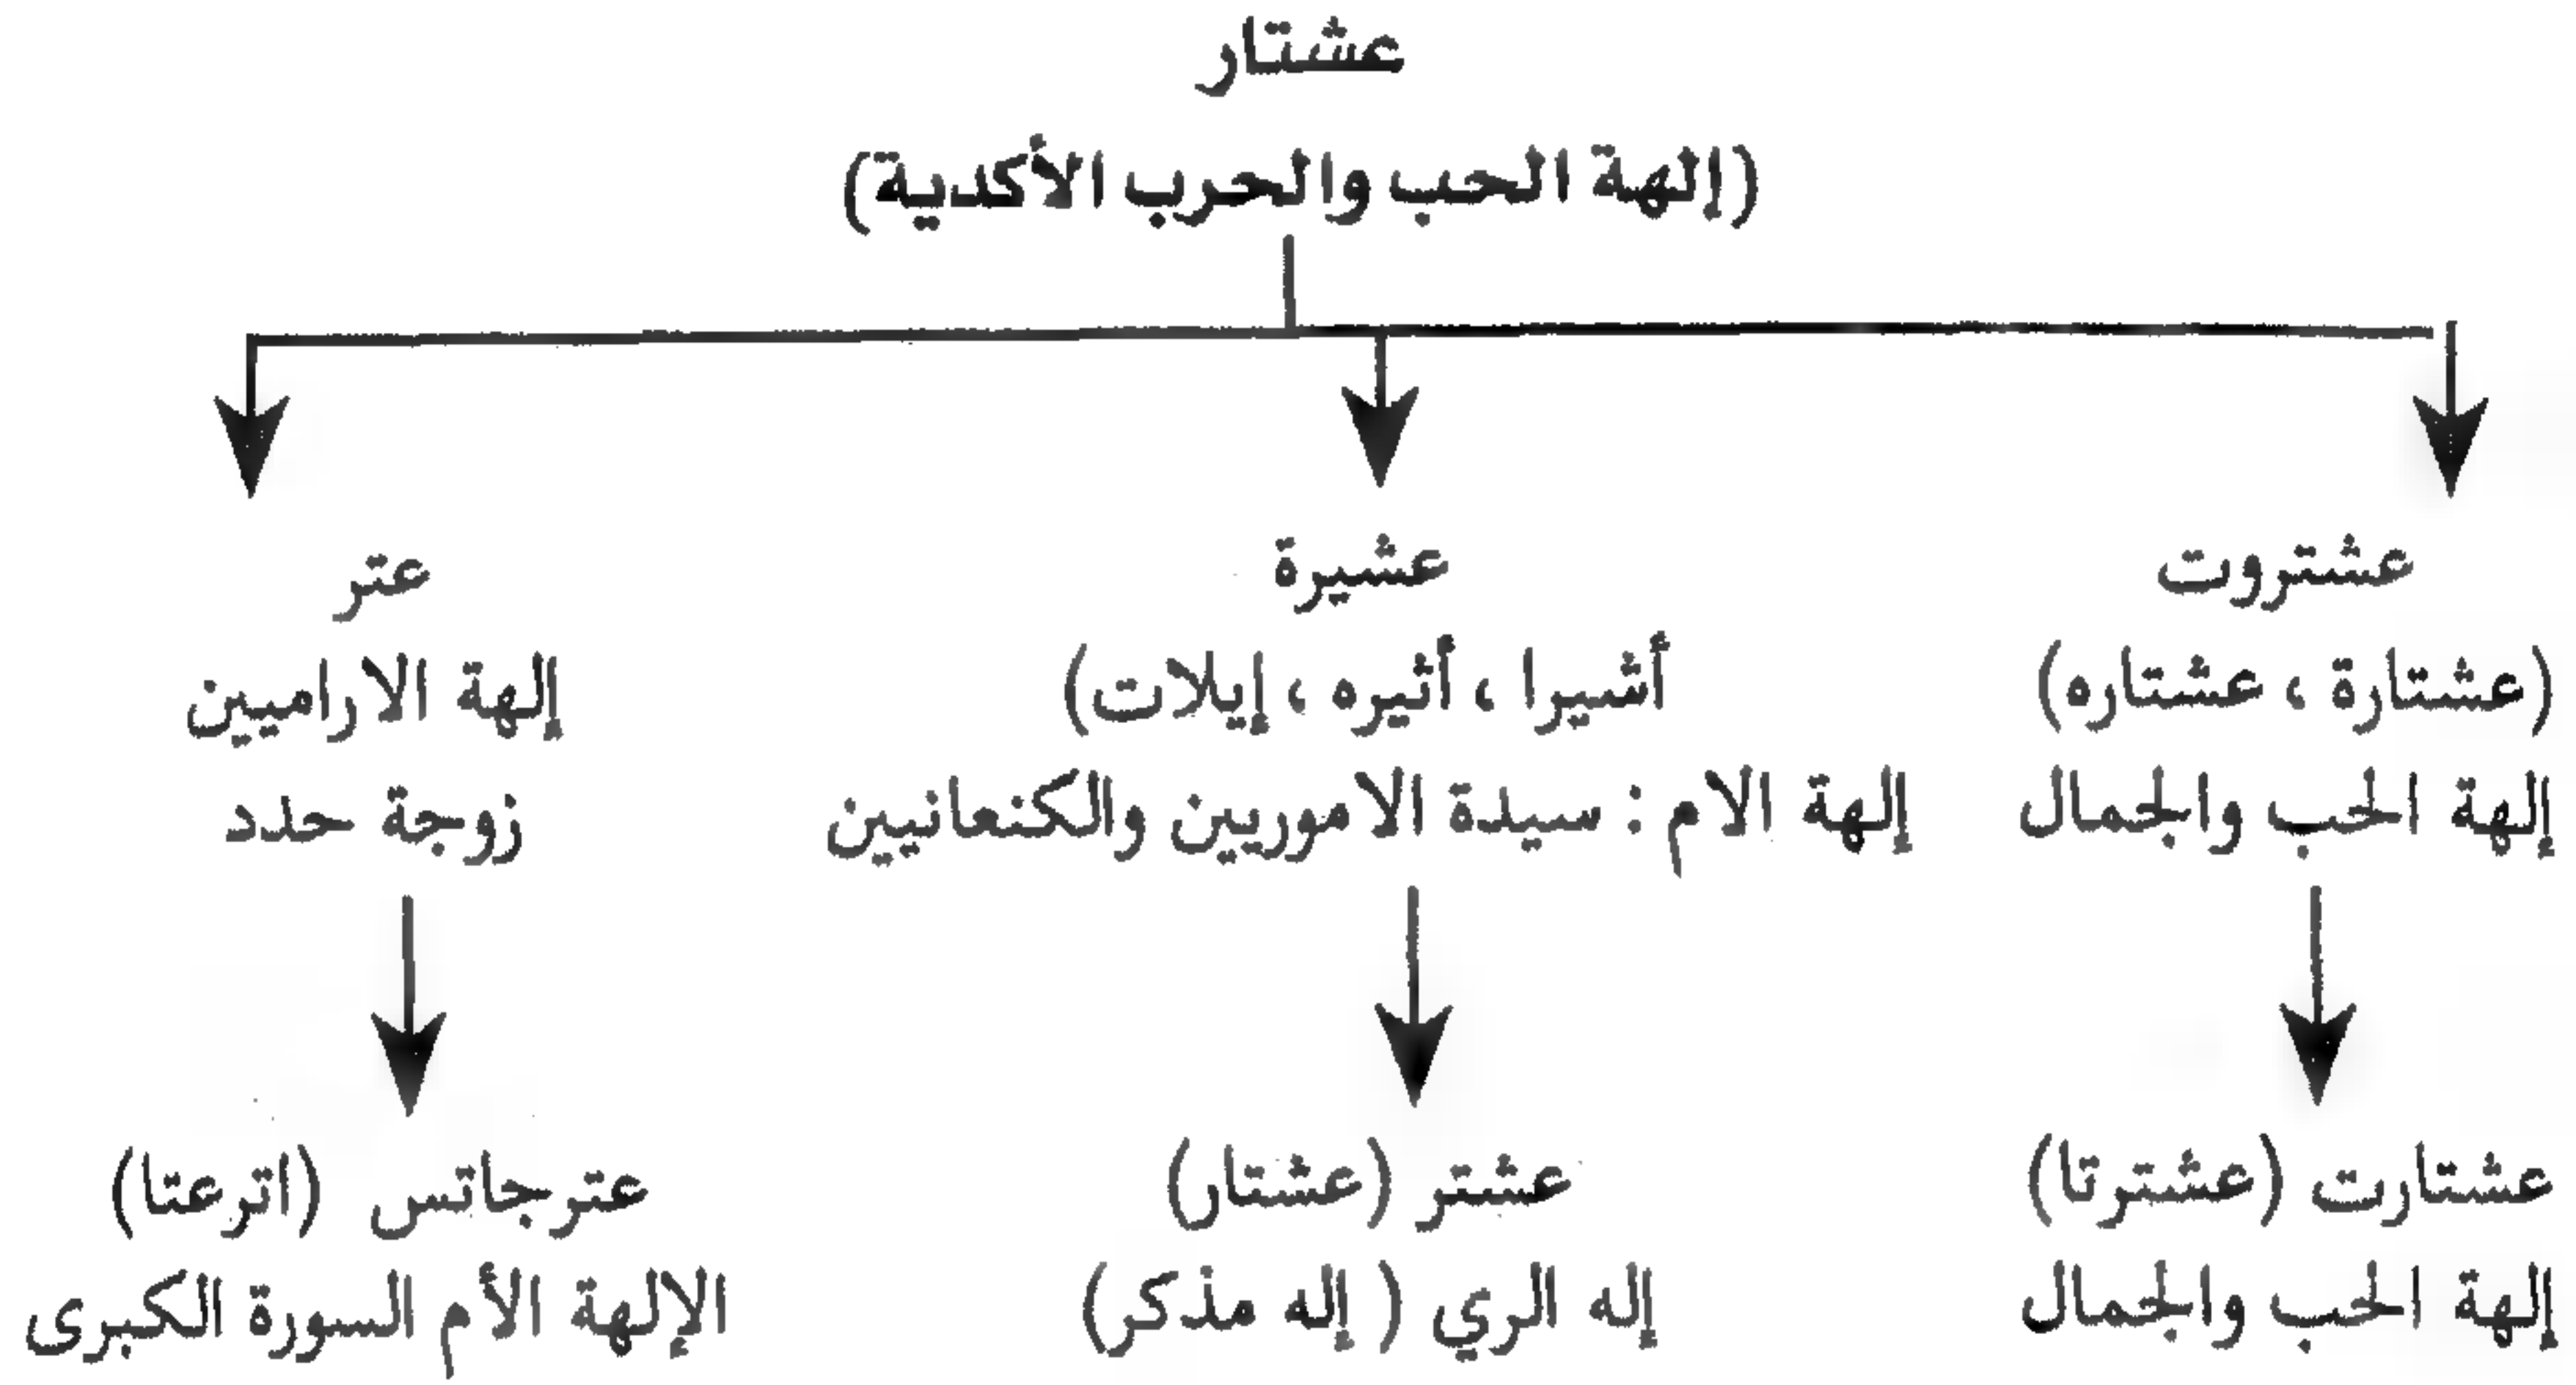 عشتار
(إلهة الحب والحرب الأكدية)
عشتروت
(عشتارة ، عشتاره)
إلهة الحب والجمال
عشيرة
أشيرا ، أثيره ، إيلات)
إلهة الام : سيدة الاموريين والكنعانيين
عتر
إلهة الاراميين
زوجة حدد
عشتارت (عشترتا)
إلهة الحب والجمال
عشتر (عشتار)
إله الري ( إله مذكر)
عترجاتس (اترعتا)
الإلهة الأم السورة الكبرى